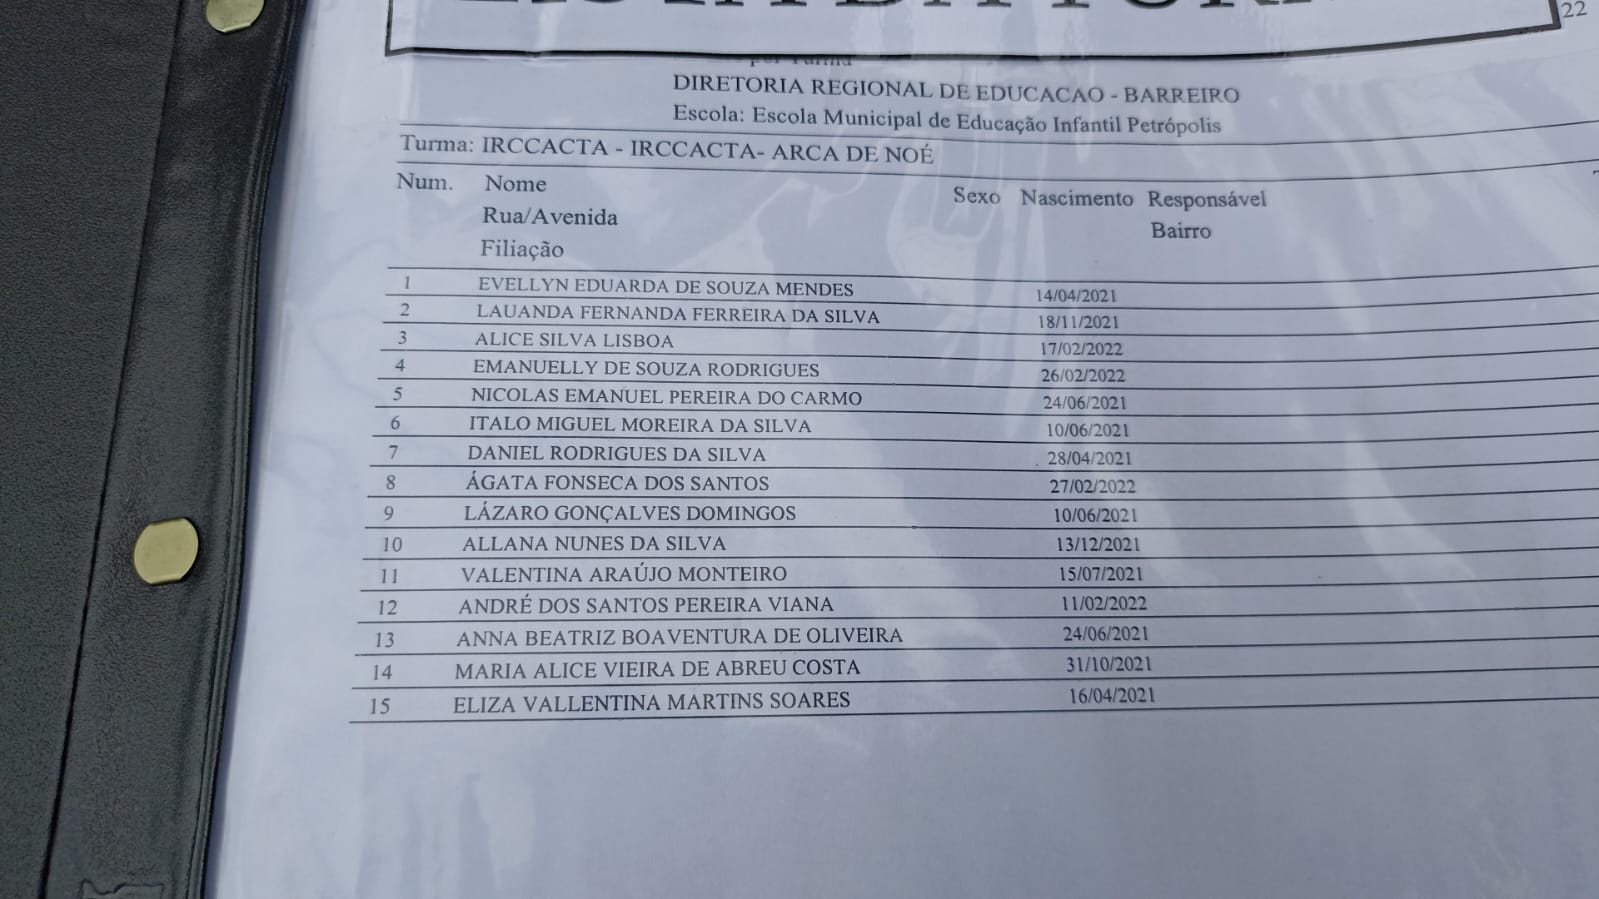 22
por Turma
DIRETORIA REGIONAL DE EDUCACAO - BARREIRO
Escola: Escola Municipal de Educação Infantil Petrópolis
Turma: IRCCACTA - IRCCACTA- ARCA DE NOÉ
Num. Nome Sexo Nascimento Responsável
Rua/Avenida Bairro
Filiação
1 EVELLYN EDUARDA DE SOUZA MENDES 14/04/2021
2 LAUANDA FERNANDA FERREIRA DA SILVA 18/11/2021
3 ALICE SILVA LISBOA 17/02/2022
4 EMANUELLY DE SOUZA RODRIGUES 26/02/2022
5 NICOLAS EMANUEL PEREIRA DO CARMO 24/06/2021
6 ITALO MIGUEL MOREIRA DA SILVA 10/06/2021
7 DANIEL RODRIGUES DA SILVA 28/04/2021
8 ÁGATA FONSECA DOS SANTOS 27/02/2022
9 LÁZARO GONÇALVES DOMINGOS 10/06/2021
10 ALLANA NUNES DA SILVA 13/12/2021
11 VALENTINA ARAÚJO MONTEIRO 15/07/2021
12 ANDRÉ DOS SANTOS PEREIRA VIANA 11/02/2022
13 ANNA BEATRIZ BOAVENTURA DE OLIVEIRA 24/06/2021
14 MARIA ALICE VIEIRA DE ABREU COSTA 31/10/2021
15 ELIZA VALLENTINA MARTINS SOARES 16/04/2021